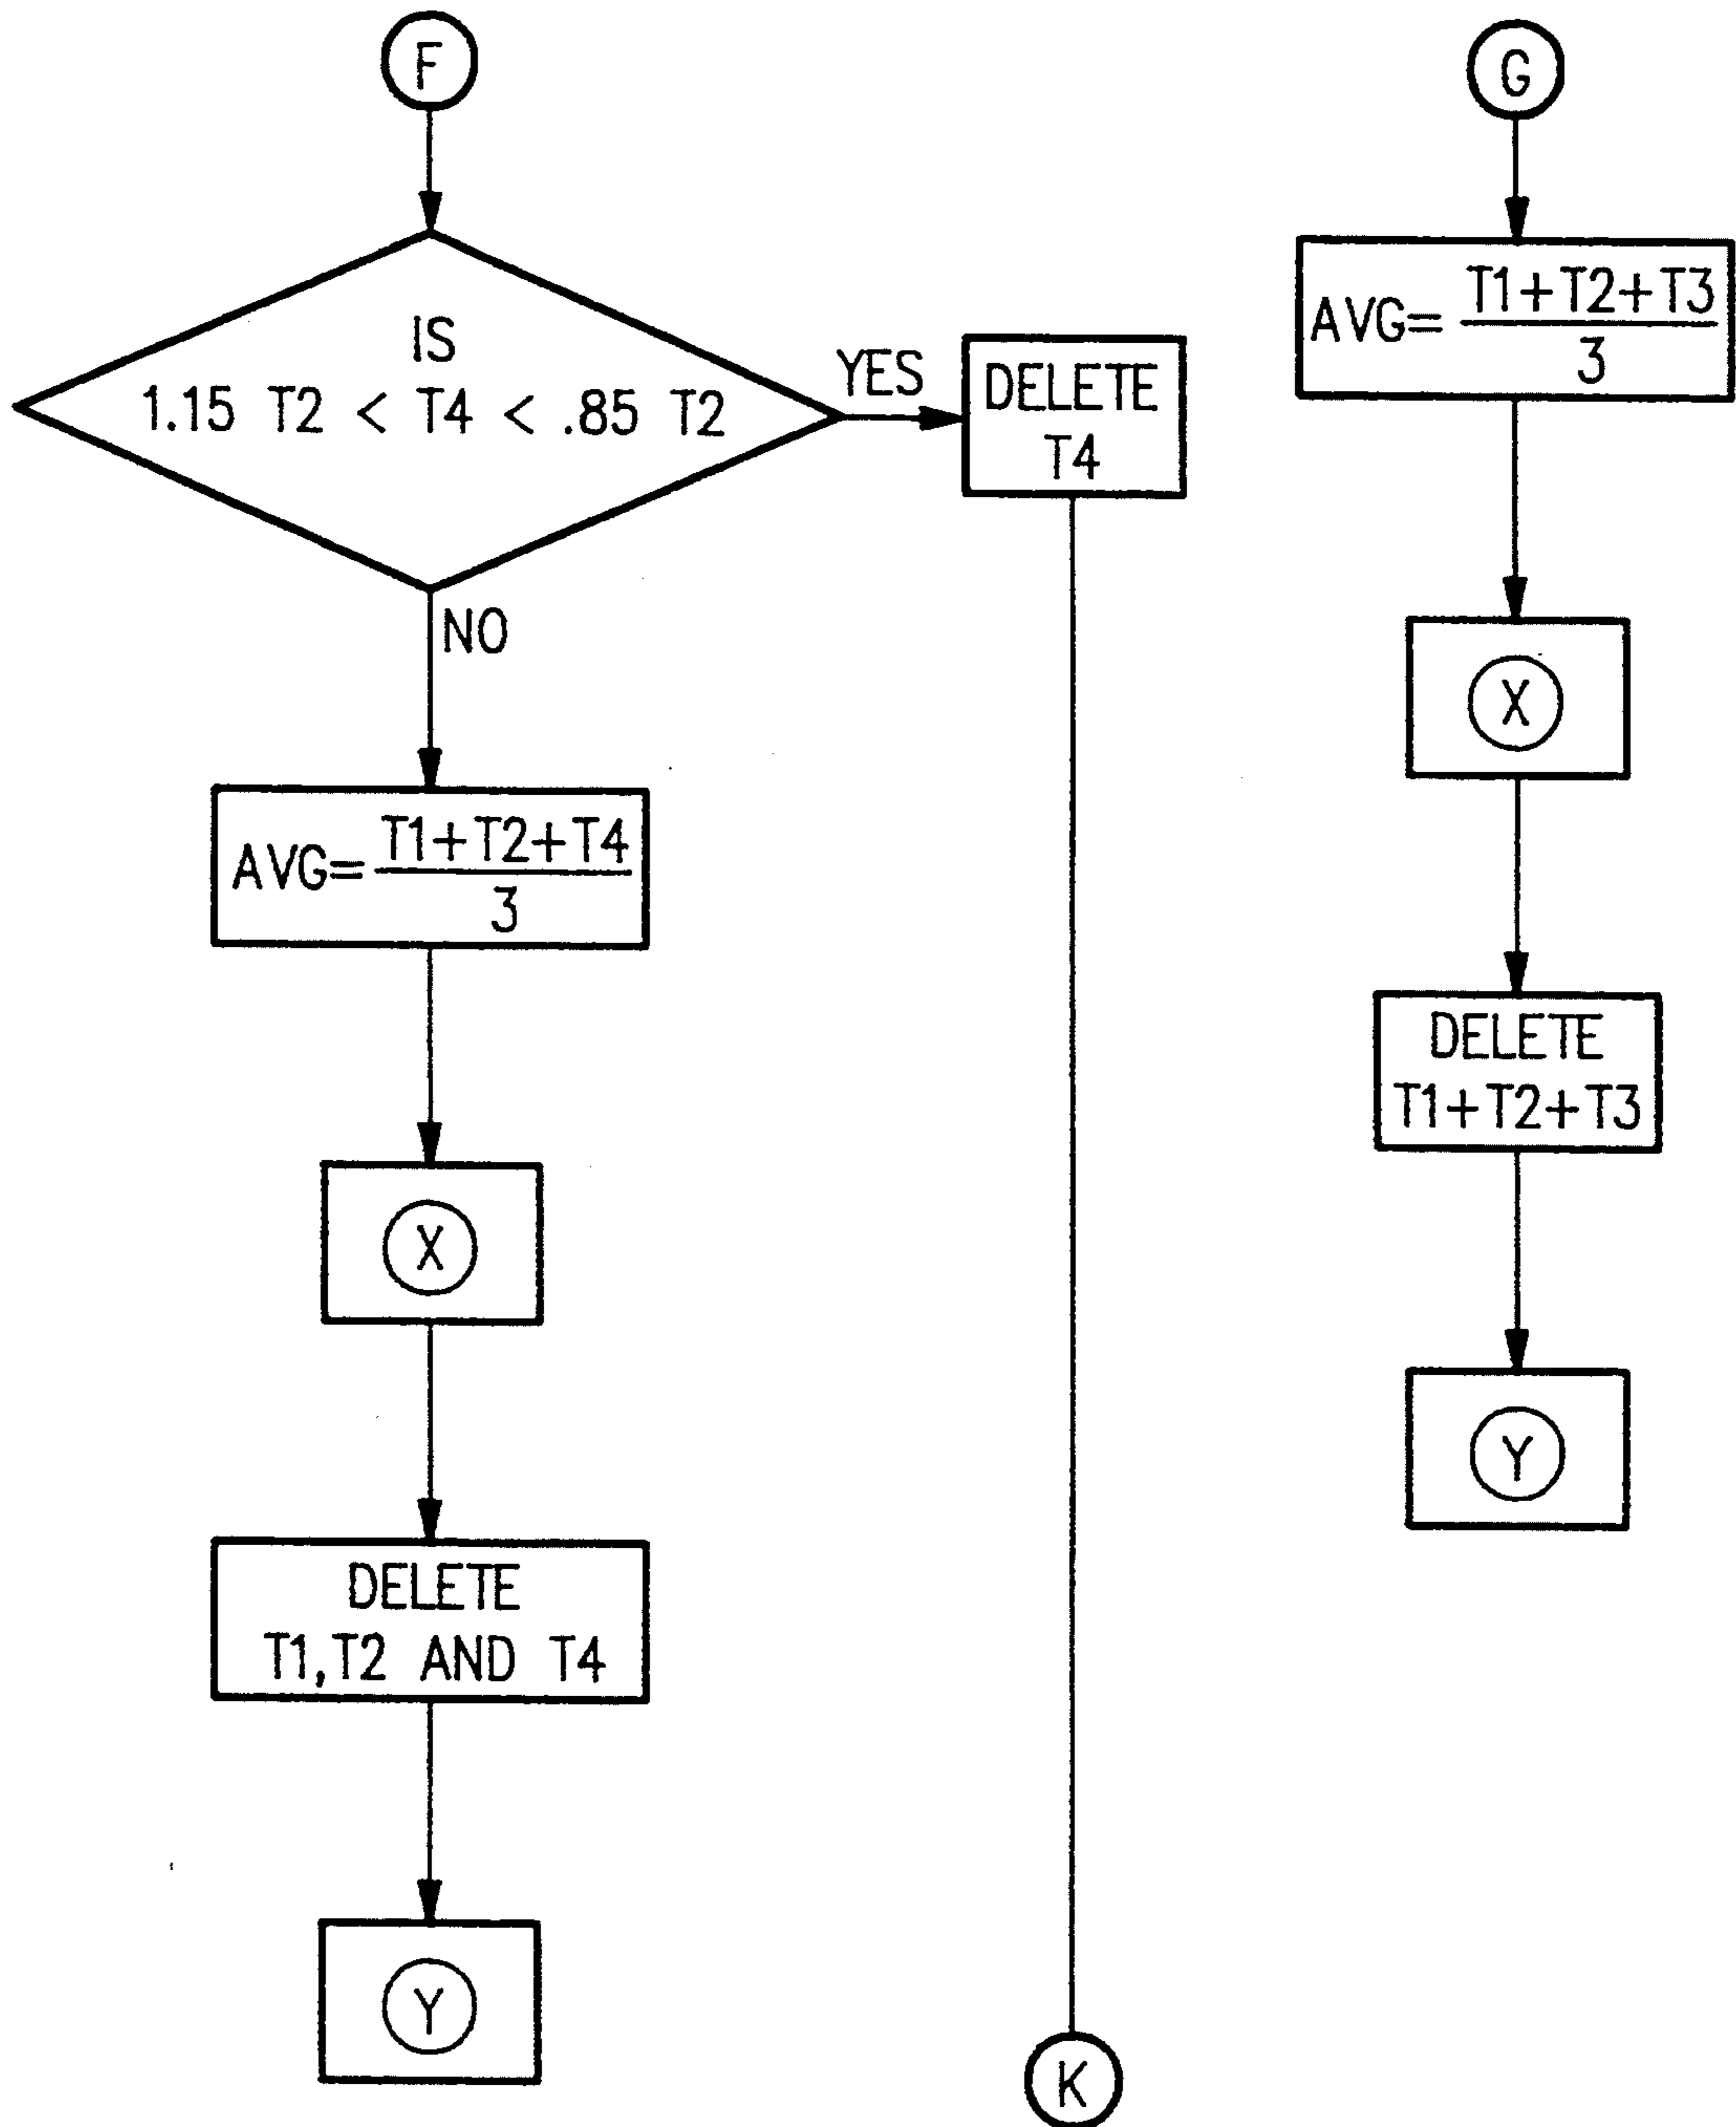 F
IS
1.15 T2 < T4 < .85 T2
YES
DELETE
T4
NO
AVG= T1+T2+T4
3
X
DELETE
T1,T2 AND T4
Y
K
G
AVG= T1+T2+T3
3
X
DELETE
T1+T2+T3
Y